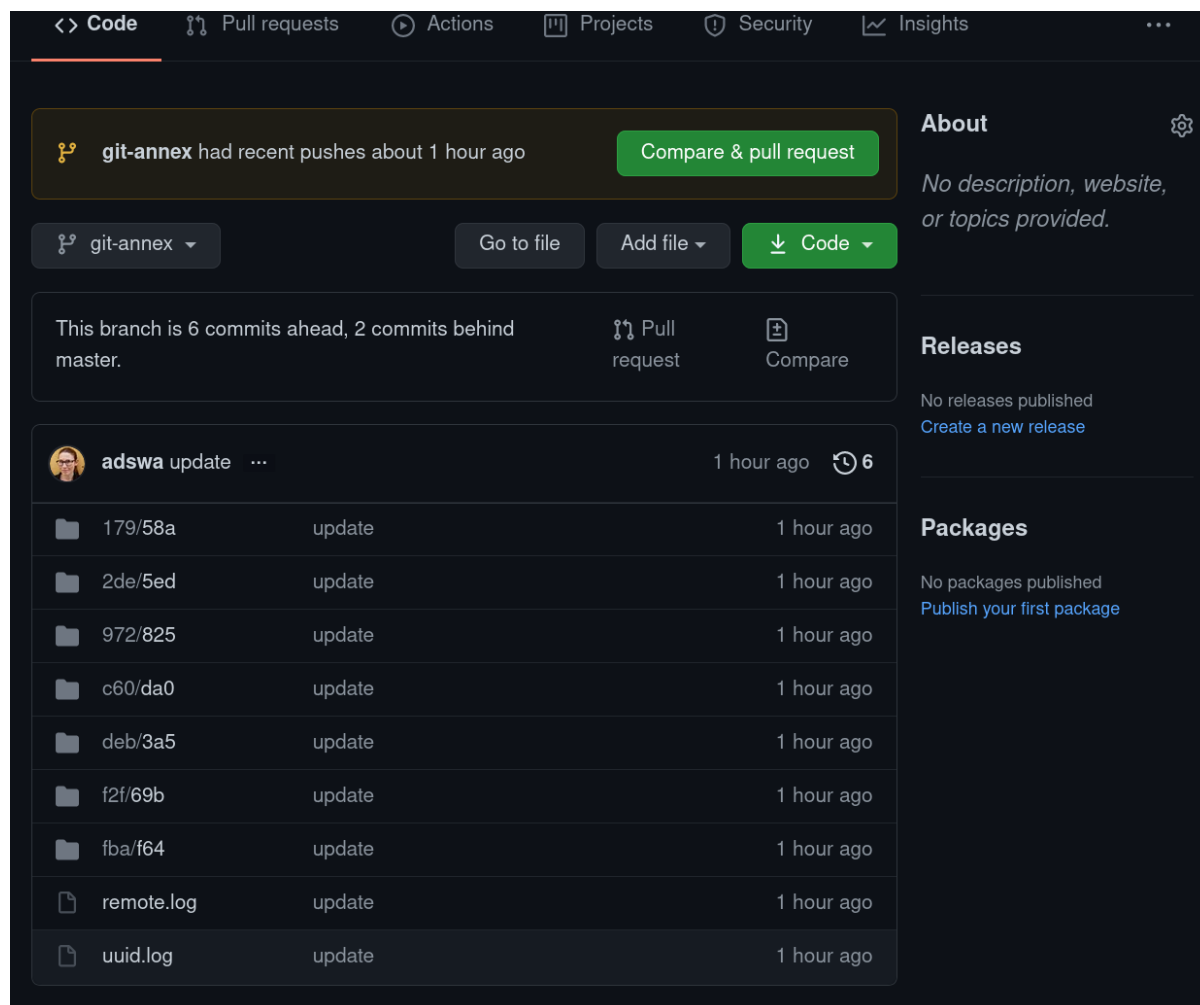 Code Pull requests Actions Projects Security Insights ...
git-annex had recent pushes about 1 hour ago Compare & pull request
git-annex Go to file Add file Code
This branch is 6 commits ahead, 2 commits behind
master.
Pull
request
Compare
adswa update ... 1 hour ago 6
179/58a update 1 hour ago
2de/5ed update 1 hour ago
972/825 update 1 hour ago
c60/da0 update 1 hour ago
deb/3a5 update 1 hour ago
f2f/69b update 1 hour ago
fba/f64 update 1 hour ago
remote.log update 1 hour ago
uuid.log update 1 hour ago
About
No description, website,
or topics provided.
Releases
No releases published
Create a new release
Packages
No packages published
Publish your first package